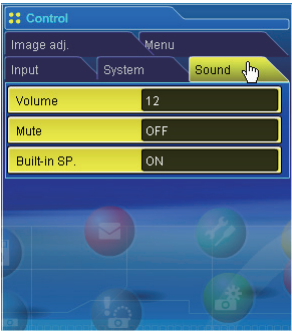 Control
Image adj. Menu
Input System Sound
Volume 12
Mute OFF
Built-in SP. ON